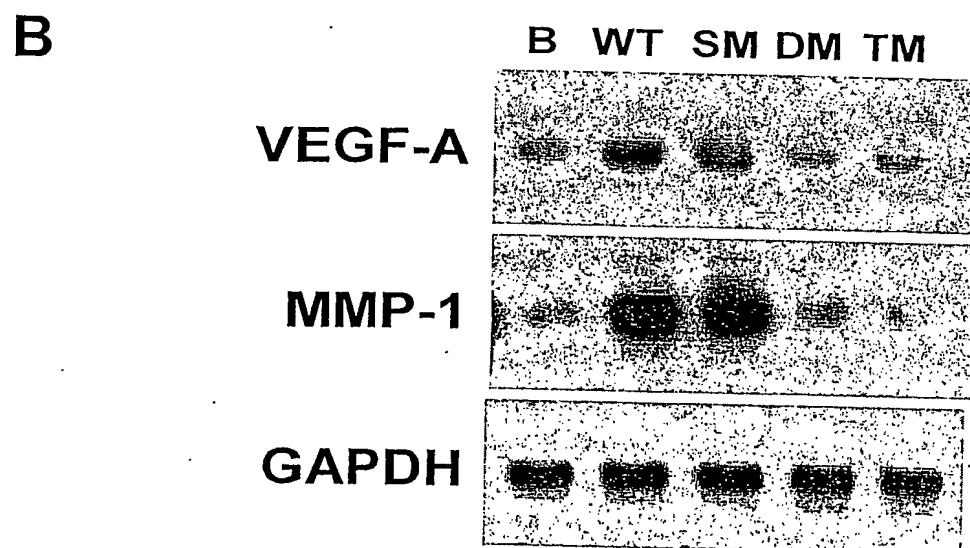 B
B WT SM DM TM
VEGF-A
MMP-1
GAPDH